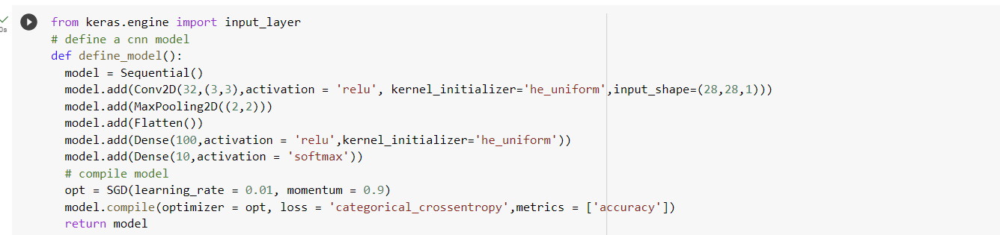 0s
from keras.engine import input_layer
# define a cnn model
def define_model():
  model = Sequential()
  model.add(Conv2D(32,(3,3),activation = 'relu', kernel_initializer='he_uniform',input_shape=(28,28,1)))
  model.add(MaxPooling2D((2,2)))
  model.add(Flatten())
  model.add(Dense(100,activation = 'relu',kernel_initializer='he_uniform'))
  model.add(Dense(10,activation = 'softmax'))
  # compile model
  opt = SGD(learning_rate = 0.01, momentum = 0.9)
  model.compile(optimizer = opt, loss = 'categorical_crossentropy',metrics = ['accuracy'])
  return model